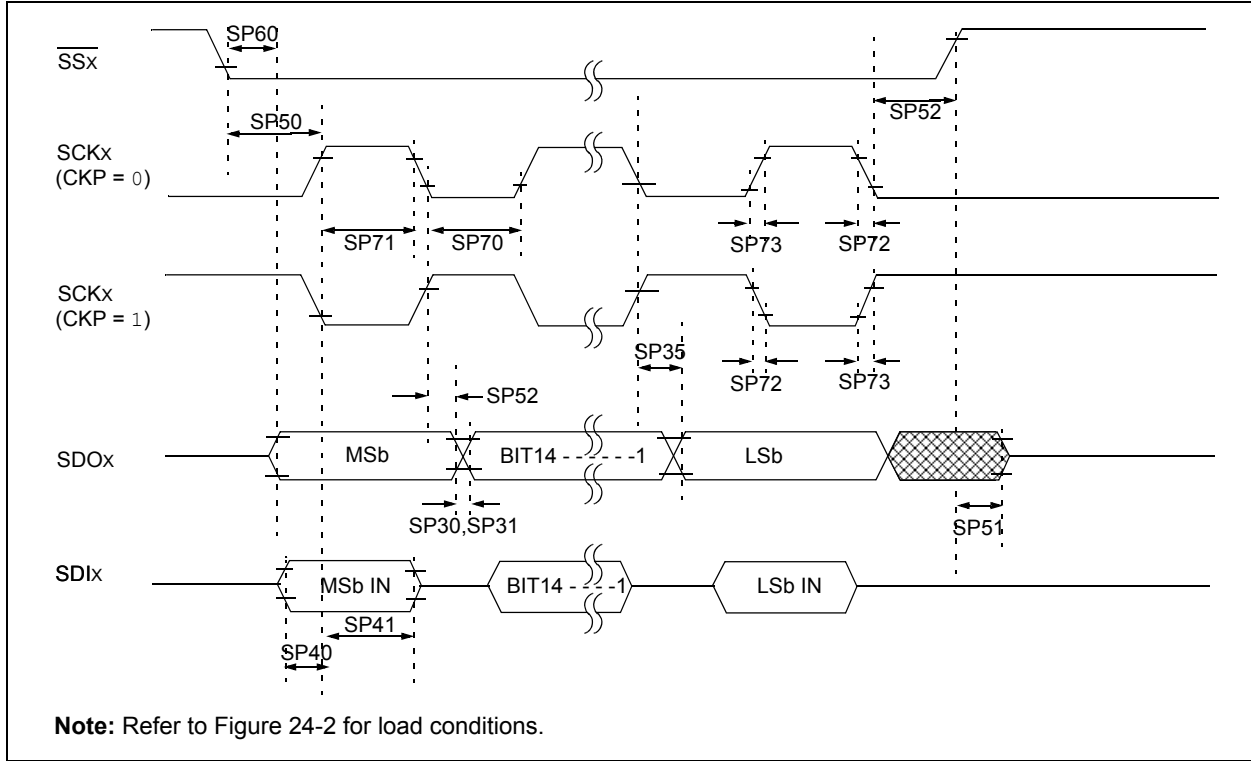 SP60
SSX
SP50
SP52
SCKX
(CKP = 0)
SP71
SP70
SP73
SP72
SCKX
(CKP = 1)
SP35
SP72
SP73
SP52
SDOX
MSb
BIT14 - - - - - -1
LSb
SP30,SP31
SP51
SDIX
MSb IN
BIT14 - - - - -1
LSb IN
SP41
SP40
Note: Refer to Figure 24-2 for load conditions.